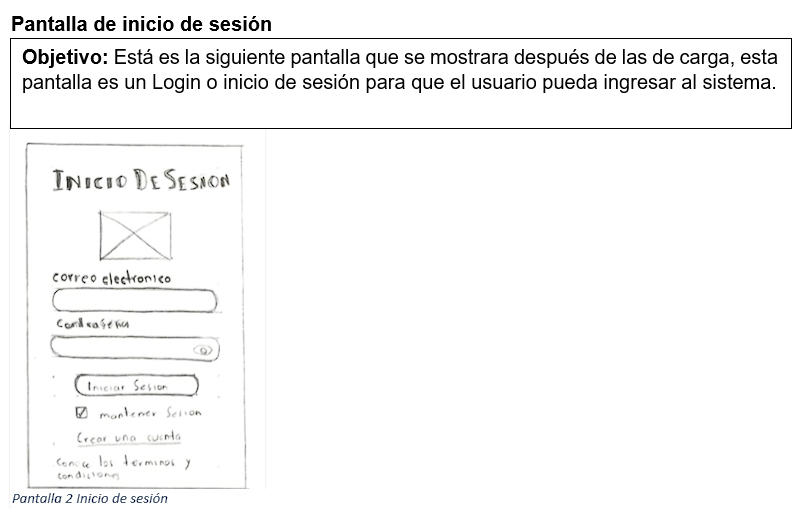 Pantalla de inicio de sesión
Objetivo: Está es la siguiente pantalla que se mostrara después de las de carga, esta
pantalla es un Login o inicio de sesión para que el usuario pueda ingresar al sistema.
INICIO DE SESION
correo electronico
Contraseña
Iniciar Sesion
mantener Sesion
Crear una cuenta
Conoce los terminos y
condiciones
Pantalla 2 Inicio de sesión